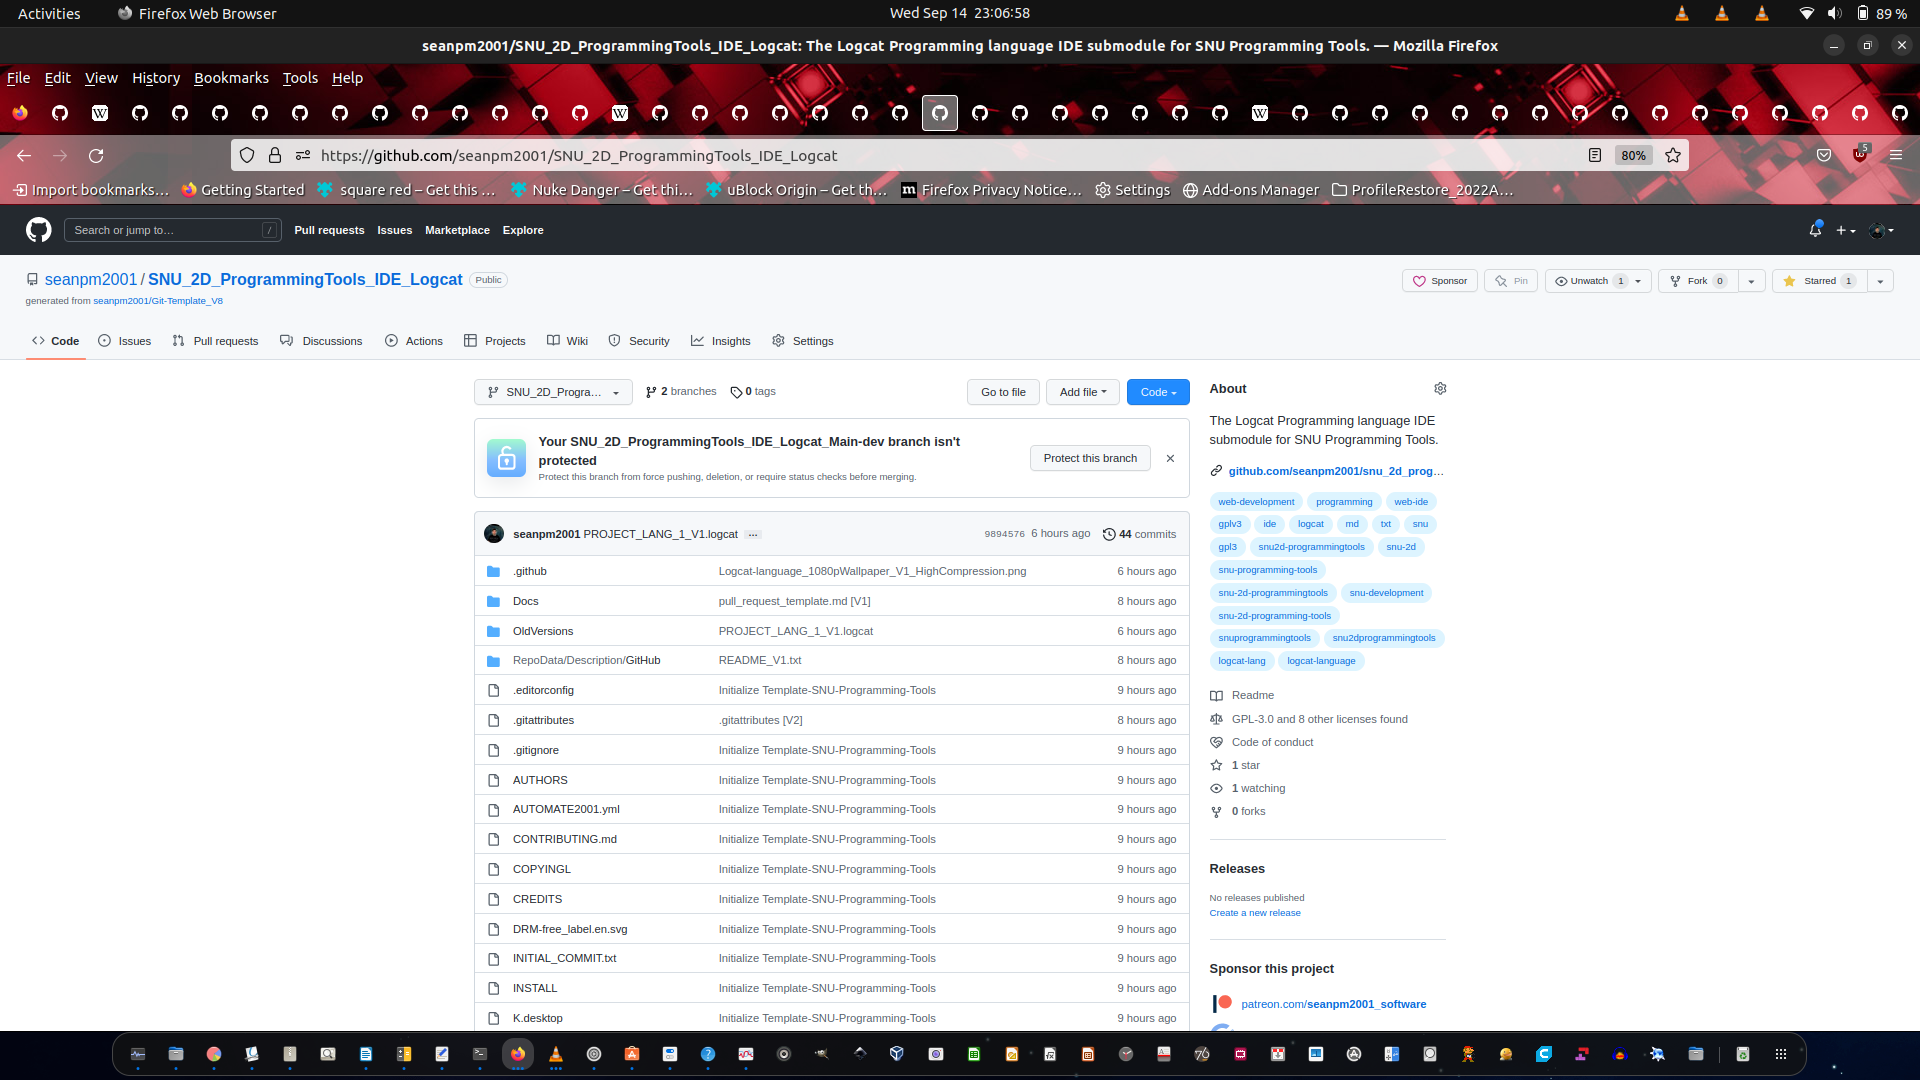 Activities Firefox Web Browser Wed Sep 14 23:06:58 89 %
seanpm2001/SNU_2D_ProgrammingTools_IDE_Logcat: The Logcat Programming language IDE submodule for SNU Programming Tools. — Mozilla Firefox
File Edit View History Bookmarks Tools Help
https://github.com/seanpm2001/SNU_2D_ProgrammingTools_IDE_Logcat 80% 5
Import bookmarks… Getting Started square red – Get this … Nuke Danger – Get thi… uBlock Origin – Get th… Firefox Privacy Notice… Settings Add-ons Manager ProfileRestore_2022A…
Search or jump to… / Pull requests Issues Marketplace Explore
seanpm2001 / SNU_2D_ProgrammingTools_IDE_Logcat Public Sponsor Pin Unwatch 1 Fork 0 Starred 1
generated from seanpm2001/Git-Template_V8
Code Issues Pull requests Discussions Actions Projects Wiki Security Insights Settings
SNU_2D_Progra… 2 branches 0 tags Go to file Add file Code
Your SNU_2D_ProgrammingTools_IDE_Logcat_Main-dev branch isn't
protected
Protect this branch from force pushing, deletion, or require status checks before merging.
Protect this branch
seanpm2001 PROJECT_LANG_1_V1.logcat … 9894576 6 hours ago 44 commits
.github Logcat-language_1080pWallpaper_V1_HighCompression.png 6 hours ago
Docs pull_request_template.md [V1] 8 hours ago
OldVersions PROJECT_LANG_1_V1.logcat 6 hours ago
RepoData/Description/GitHub README_V1.txt 8 hours ago
.editorconfig Initialize Template-SNU-Programming-Tools 9 hours ago
.gitattributes .gitattributes [V2] 8 hours ago
.gitignore Initialize Template-SNU-Programming-Tools 9 hours ago
AUTHORS Initialize Template-SNU-Programming-Tools 9 hours ago
AUTOMATE2001.yml Initialize Template-SNU-Programming-Tools 9 hours ago
CONTRIBUTING.md Initialize Template-SNU-Programming-Tools 9 hours ago
COPYINGL Initialize Template-SNU-Programming-Tools 9 hours ago
CREDITS Initialize Template-SNU-Programming-Tools 9 hours ago
DRM-free_label.en.svg Initialize Template-SNU-Programming-Tools 9 hours ago
INITIAL_COMMIT.txt Initialize Template-SNU-Programming-Tools 9 hours ago
INSTALL Initialize Template-SNU-Programming-Tools 9 hours ago
K.desktop Initialize Template-SNU-Programming-Tools 9 hours ago
About
The Logcat Programming language IDE
submodule for SNU Programming Tools.
github.com/seanpm2001/snu_2d_prog…
web-development programming web-ide
gplv3 ide logcat md txt snu
gpl3 snu2d-programmingtools snu-2d
snu-programming-tools
snu-2d-programmingtools snu-development
snu-2d-programming-tools
snuprogrammingtools snu2dprogrammingtools
logcat-lang logcat-language
Readme
GPL-3.0 and 8 other licenses found
Code of conduct
1 star
1 watching
0 forks
Releases
No releases published
Create a new release
Sponsor this project
patreon.com/seanpm2001_software